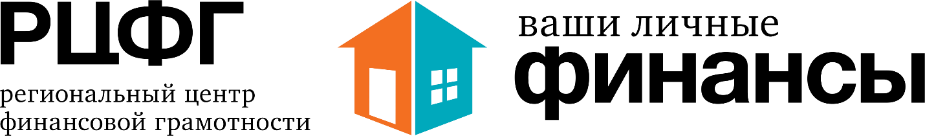 РЦФГ
региональный центр
финансовой грамотности
ваши личные
финансы